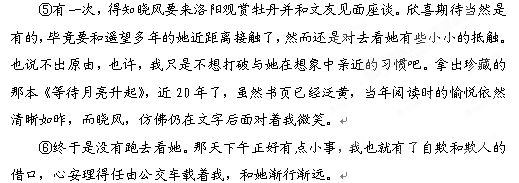 ⑤有一次，得知晓风要来洛阳观赏牡丹并和文友见面座谈。欣喜期待当然是
有的，毕竟要和遥望多年的她近距离接触了，然而还是对去看她有些小小的抵触。
也说不出原由，也许，我只是不想打破与她在想象中亲近的习惯吧。拿出珍藏的
那本《等待月亮升起》，近20年了，虽然书页已经泛黄，当年阅读时的愉悦依然
清晰如昨，而晓风，仿佛仍在文字后面对着我微笑。
⑥终于是没有跑去看她。那天下午正好有点小事，我也就有了自欺和欺人的
借口，心安理得任由公交车载着我，和她渐行渐远。